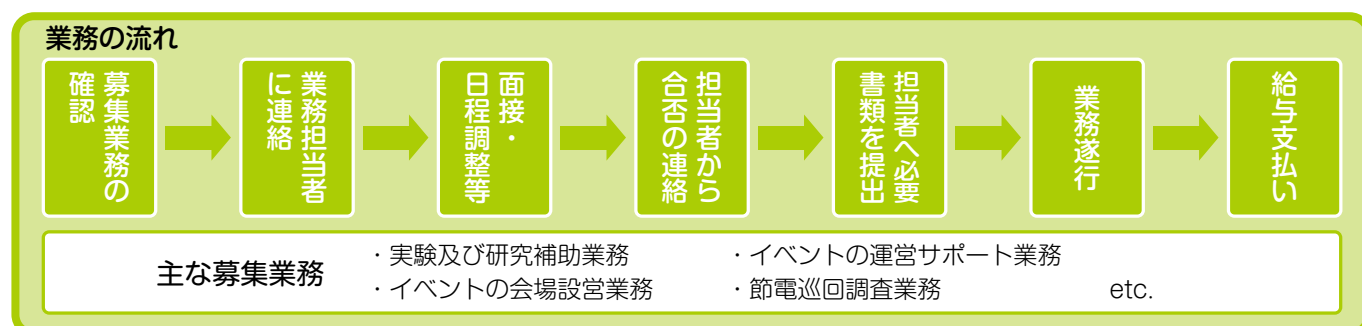 業務の流れ
募集業務の
確認
業務担当者
に連絡
面接・
日程調整等
担当者から
合否の連絡
担当者へ必要
書類を提出
業務遂行
給与支払い
主な募集業務
・実験及び研究補助業務
・イベントの運営サポート業務
・イベントの会場設営業務
・節電巡回調査業務
etc.